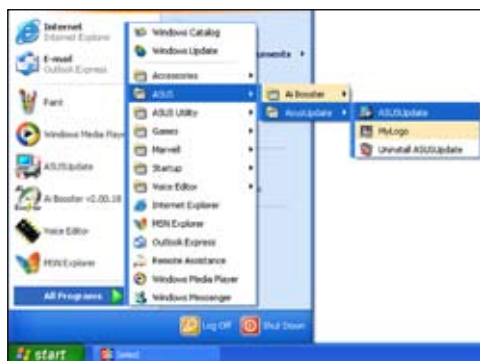 Internet
Internet Explorer
E-mail
Outlook Express
Paint
Windows Media Player
ASUSUpdate
Ai Booster v2.00.18
Voice Editor
MSN Explorer
All Programs
Windows Catalog
Windows Update
Accessories
ASUS
ASUS Utility
Games
Marvell
Startup
Voice Editor
Internet Explorer
MSN Explorer
Outlook Express
Remote Assistance
Windows Media Player
Windows Messenger
Ai Booster
AsusUpdate
ASUSUpdate
MyLogo
Uninstall ASUSUpdate
Log Off
Shut Down
start